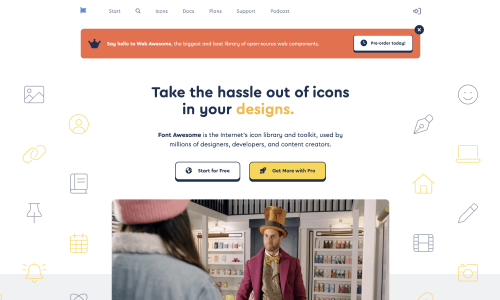 Start
Icons
Docs
Plans
Support
Podcast
Say hello to Web Awesome, the biggest and best library of open-source web components.
Pre-order today!
Take the hassle out of icons
in your designs.
Font Awesome is the Internet's icon library and toolkit, used by
millions of designers, developers, and content creators.
Start for Free
Get More with Pro